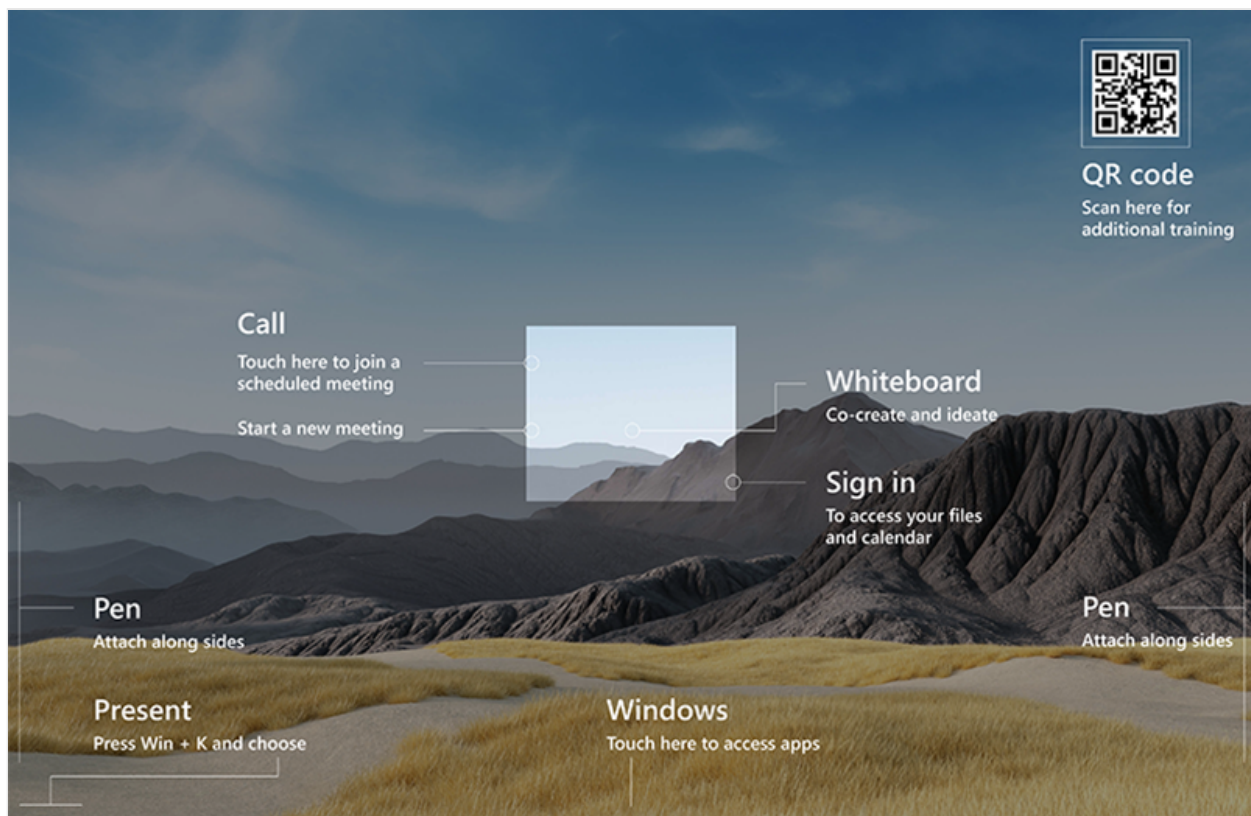 QR code
Scan here for
additional training
Call
Touch here to join a
scheduled meeting
Start a new meeting
Whiteboard
Co-create and ideate
Sign in
To access your files
and calendar
Pen
Attach along sides
Pen
Attach along sides
Present
Press Win + K and choose
Windows
Touch here to access apps